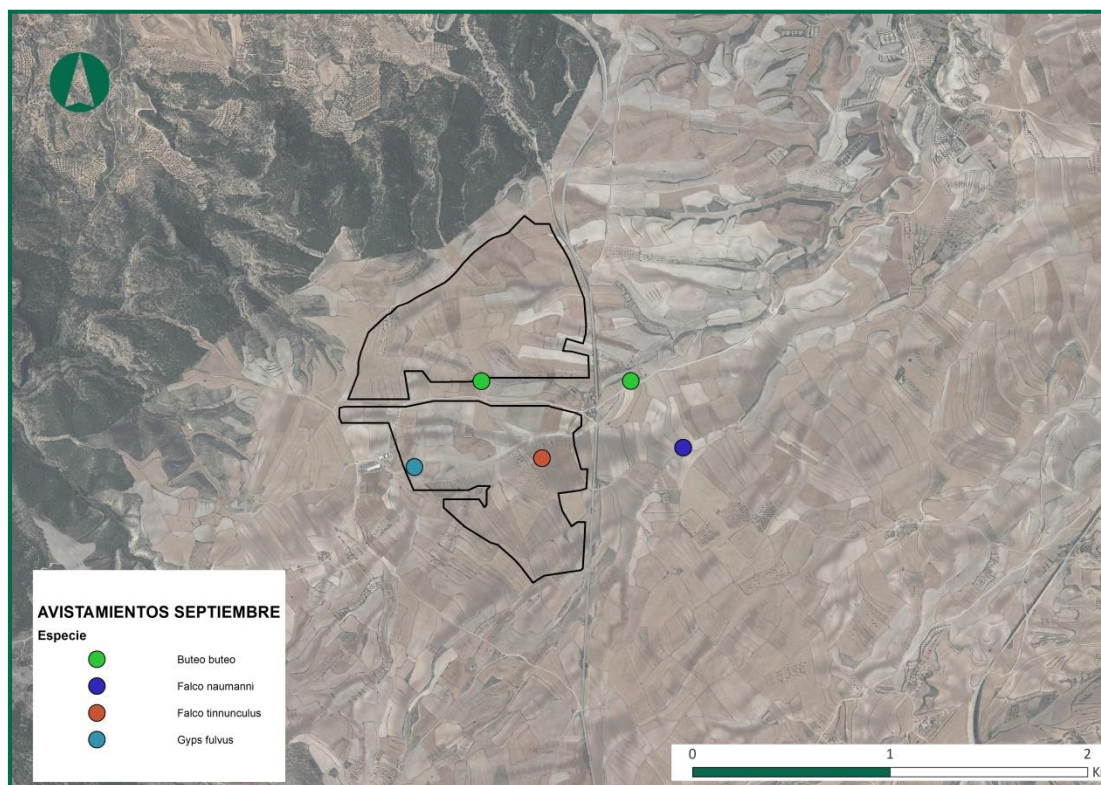 AVISTAMIENTOS SEPTIEMBRE
Especie
Buteo buteo
Falco naumanni
Falco tinnunculus
Gyps fulvus
0 1 2
K